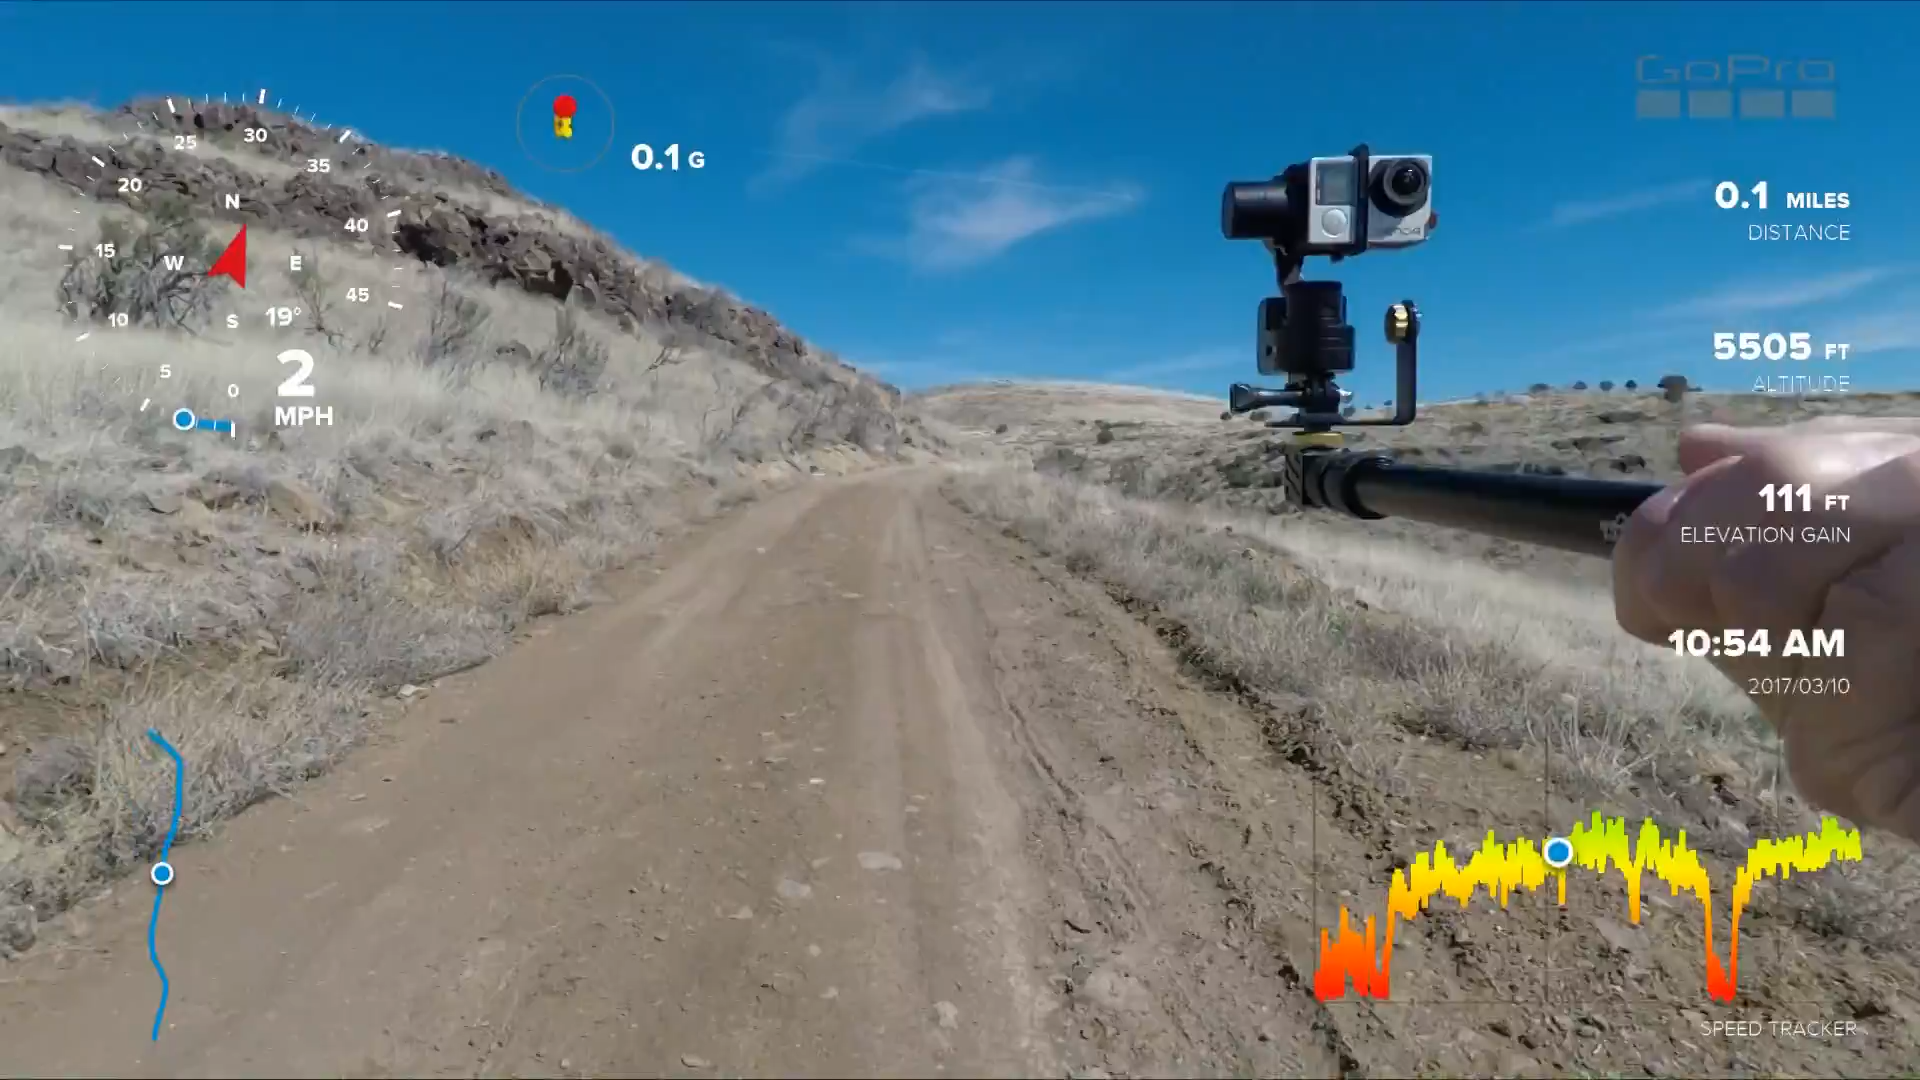 GoPro
30
25
35
20
N
40
15
W
E
45
10
S
19°
5
0
2
MPH
0.1 G
0.1 MILES
DISTANCE
5505 FT
ALTITUDE
111 FT
ELEVATION GAIN
10:54 AM
2017/03/10
SPEED TRACKER